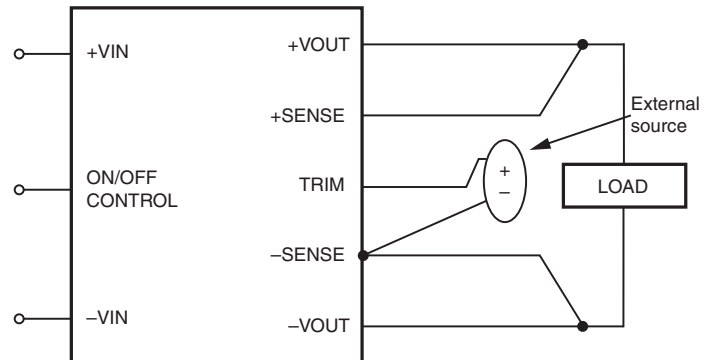 +VIN
ON/OFF
CONTROL
–VIN
+VOUT
+SENSE
TRIM
–SENSE
–VOUT
+
–
External
source
LOAD